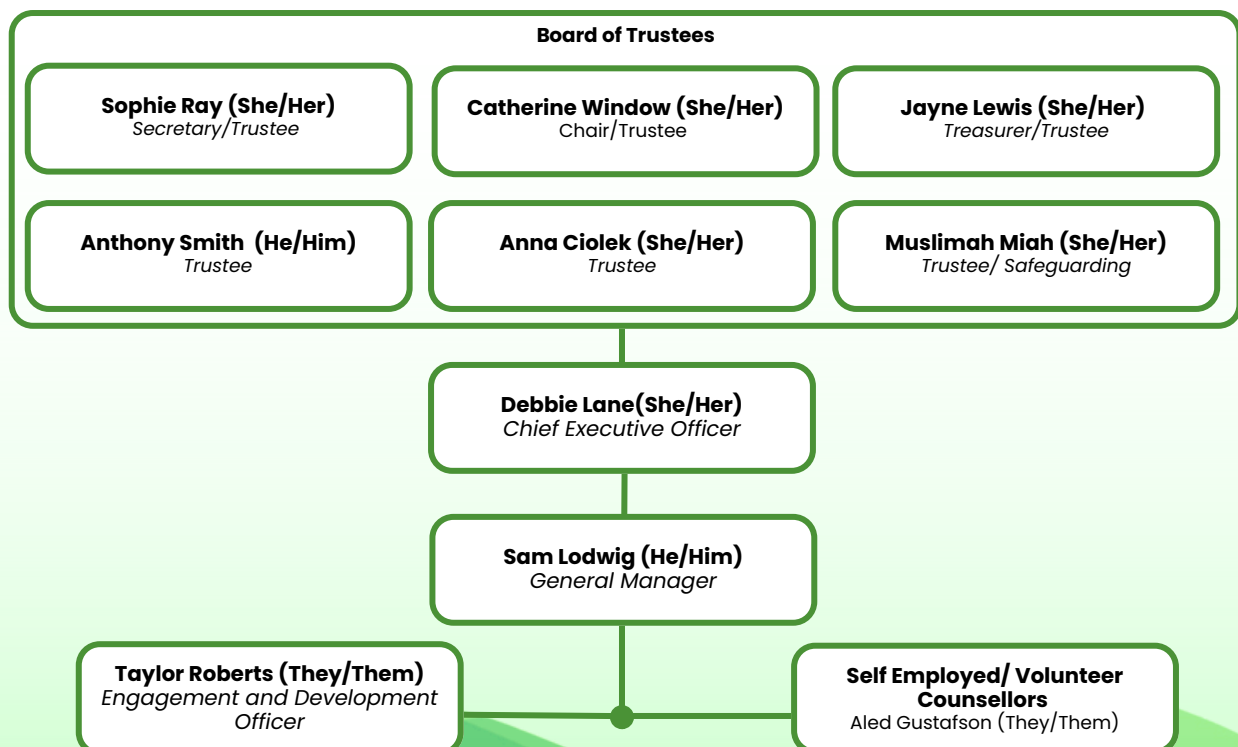 Board of Trustees
Sophie Ray (She/Her)
Secretary/Trustee
Catherine Window (She/Her)
Chair/Trustee
Jayne Lewis (She/Her)
Treasurer/Trustee
Anthony Smith  (He/Him)
Trustee
Anna Ciolek (She/Her)
Trustee
Muslimah Miah (She/Her)
Trustee/ Safeguarding
Debbie Lane(She/Her)
Chief Executive Officer
Sam Lodwig (He/Him)
General Manager
Taylor Roberts (They/Them)
Engagement and Development
Officer
Self Employed/ Volunteer
Counsellors
Aled Gustafson (They/Them)